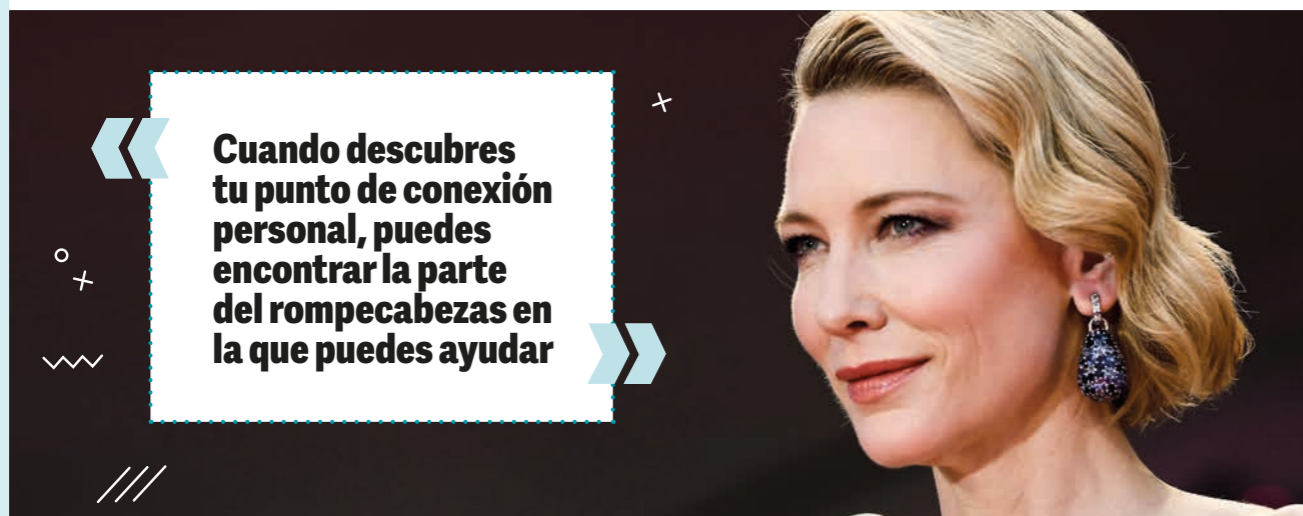 Cuando descubres
tu punto de conexión
personal, puedes
encontrar la parte
del rompecabezas en
la que puedes ayudar